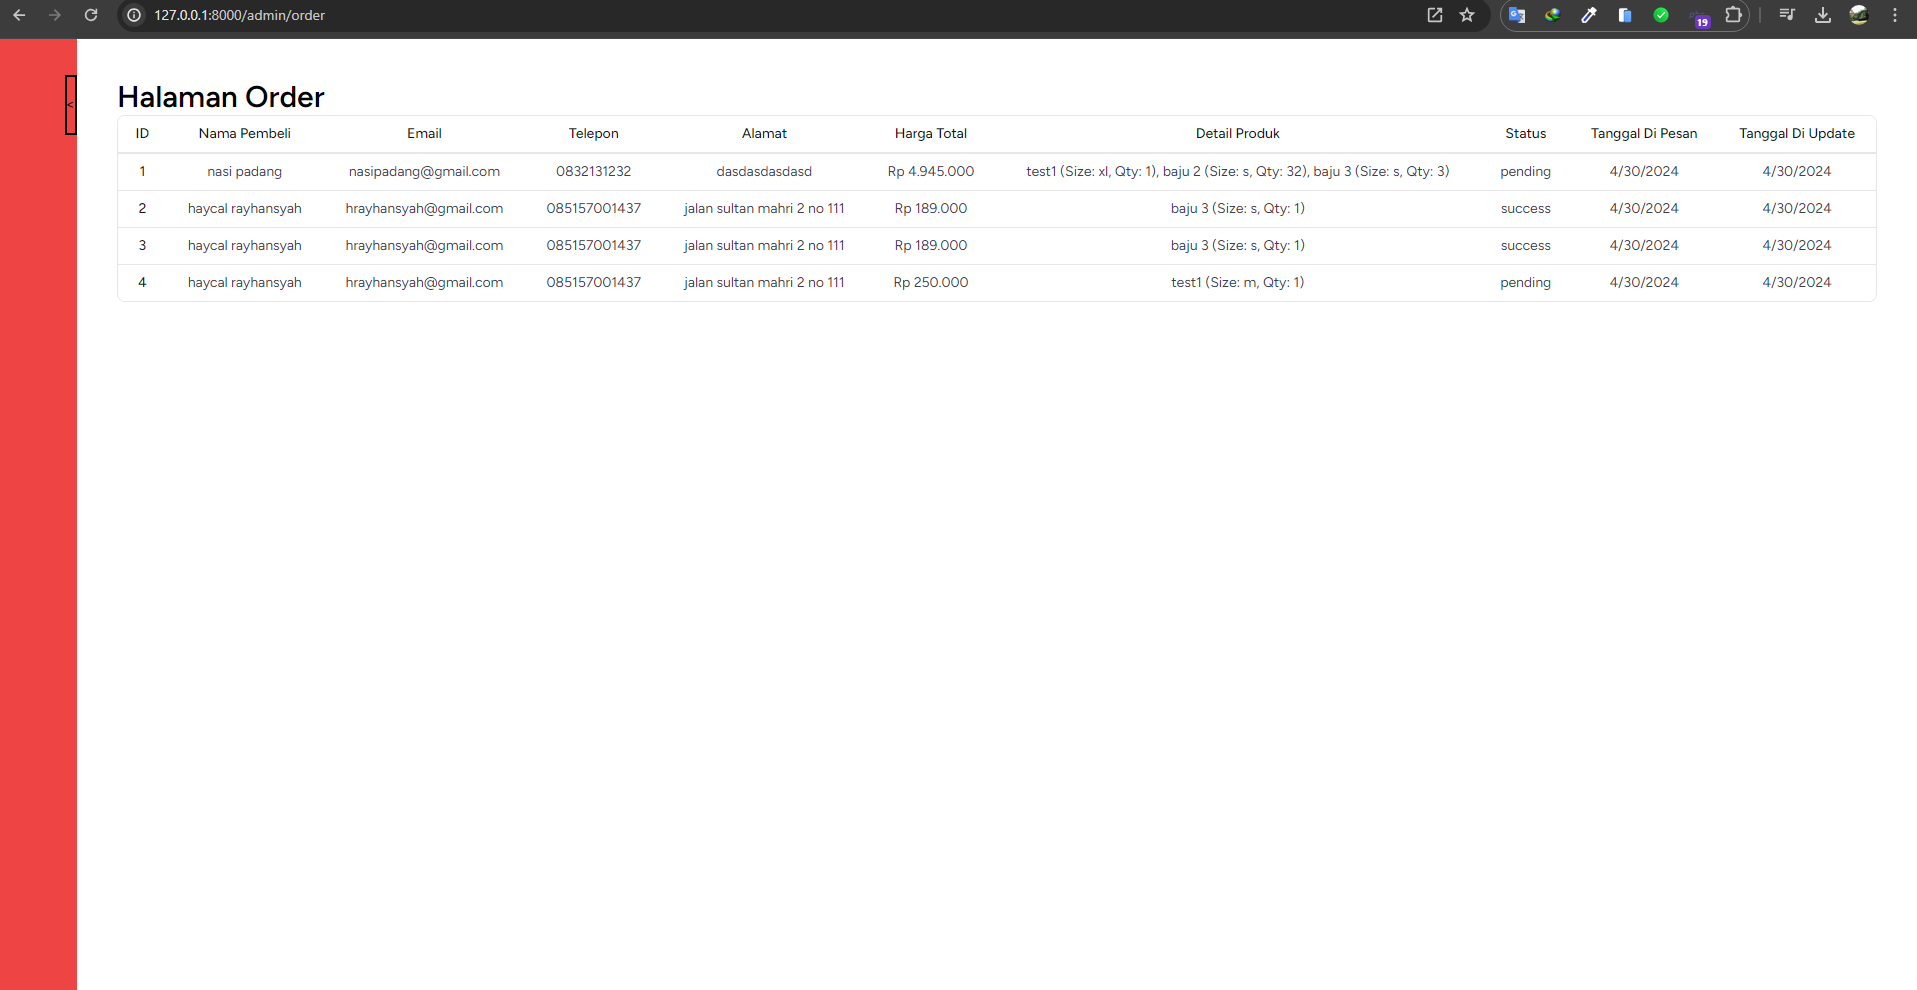 127.0.0.1:8000/admin/order
19
<
Halaman Order
ID Nama Pembeli Email Telepon Alamat Harga Total Detail Produk Status Tanggal Di Pesan Tanggal Di Update
1 nasi padang nasipadang@gmail.com 0832131232 dasdasdasdasd Rp 4.945.000 test1 (Size: xl, Qty: 1), baju 2 (Size: s, Qty: 32), baju 3 (Size: s, Qty: 3) pending 4/30/2024 4/30/2024
2 haycal rayhansyah hrayhansyah@gmail.com 085157001437 jalan sultan mahri 2 no 111 Rp 189.000 baju 3 (Size: s, Qty: 1) success 4/30/2024 4/30/2024
3 haycal rayhansyah hrayhansyah@gmail.com 085157001437 jalan sultan mahri 2 no 111 Rp 189.000 baju 3 (Size: s, Qty: 1) success 4/30/2024 4/30/2024
4 haycal rayhansyah hrayhansyah@gmail.com 085157001437 jalan sultan mahri 2 no 111 Rp 250.000 test1 (Size: m, Qty: 1) pending 4/30/2024 4/30/2024